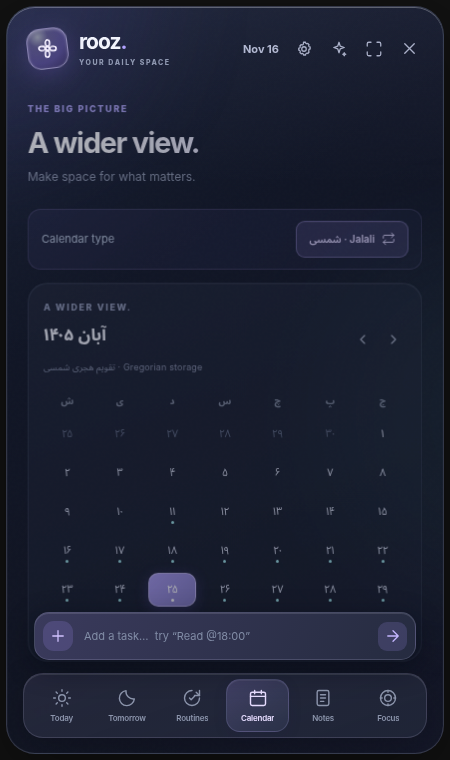 rooz.
YOUR DAILY SPACE
Nov 16
THE BIG PICTURE
A wider view.
Make space for what matters.
Calendar type
شمسی · Jalali
A WIDER VIEW.
آبان ۱۴۰۵
تقویم هجری شمسی · Gregorian storage
ش ی د س چ پ ج
۲۵ ۲۶ ۲۷ ۲۸ ۲۹ ۳۰ ۱
۲ ۳ ۴ ۵ ۶ ۷ ۸
۹ ۱۰ ۱۱ ۱۲ ۱۳ ۱۴ ۱۵
۱۶ ۱۷ ۱۸ ۱۹ ۲۰ ۲۱ ۲۲
۲۳ ۲۴ ۲۵ ۲۶ ۲۷ ۲۸ ۲۹
Add a task… try “Read @18:00”
Today Tomorrow Routines Calendar Notes Focus